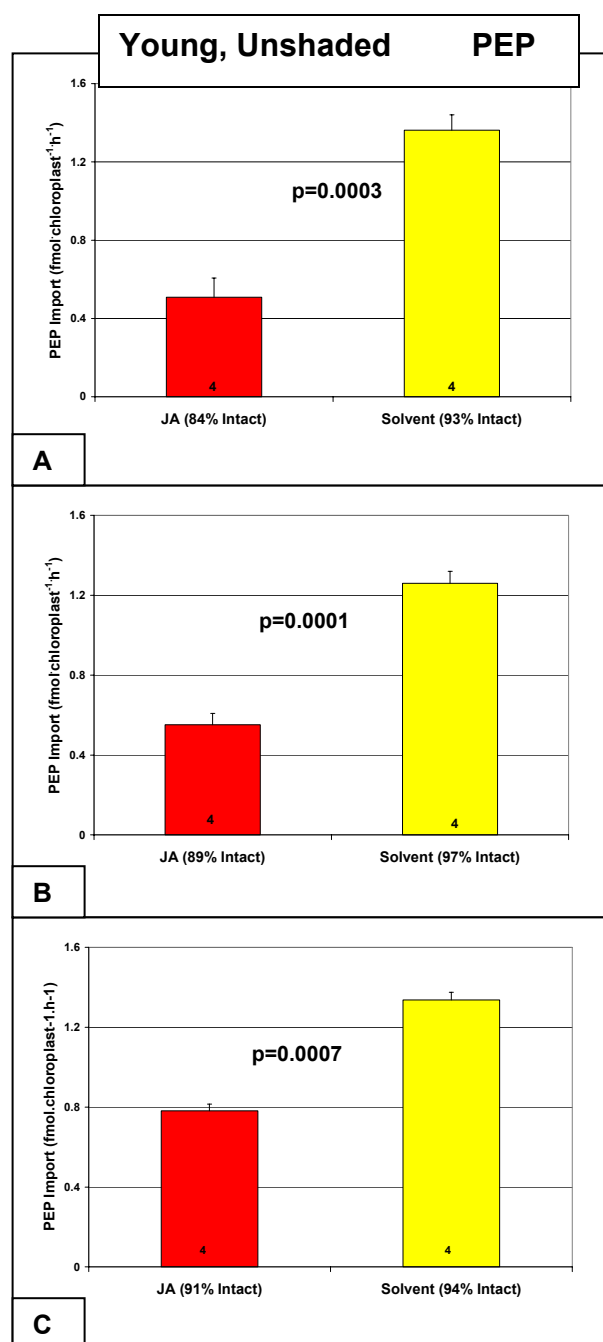 Young, Unshaded PEP
PEP Import (fmol·chloroplast⁻¹·h⁻¹)
1.6
1.2
0.8
0.4
0
p=0.0003
4
4
JA (84% Intact)
Solvent (93% Intact)
A
PEP Import (fmol·chloroplast⁻¹·h⁻¹)
1.6
1.2
0.8
0.4
0
p=0.0001
4
4
JA (89% Intact)
Solvent (97% Intact)
B
PEP Import (fmol.chloroplast-1.h-1)
1.6
1.2
0.8
0.4
0
p=0.0007
4
4
JA (91% Intact)
Solvent (94% Intact)
C